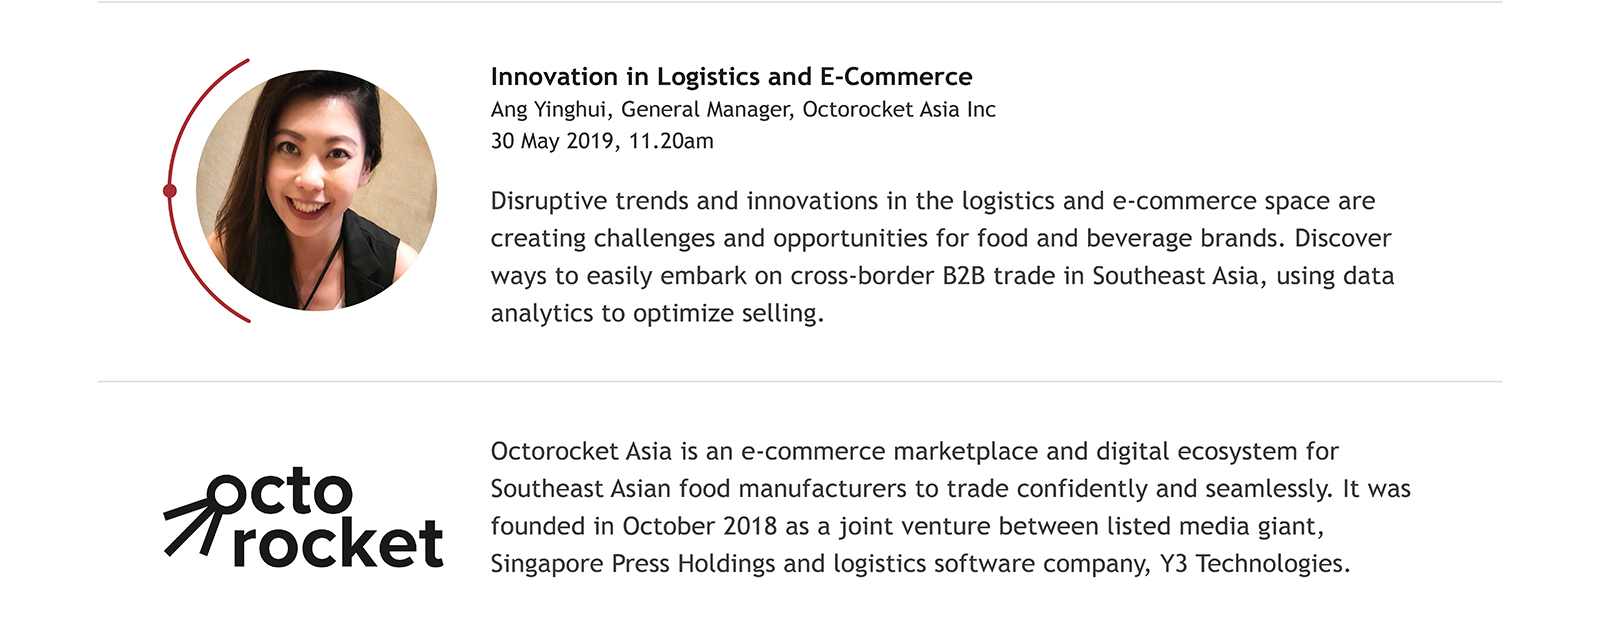 Innovation in Logistics and E-Commerce
Ang Yinghui, General Manager, Octorocket Asia Inc
30 May 2019, 11.20am
Disruptive trends and innovations in the logistics and e-commerce space are
creating challenges and opportunities for food and beverage brands. Discover
ways to easily embark on cross-border B2B trade in Southeast Asia, using data
analytics to optimize selling.
octo
rocket
Octorocket Asia is an e-commerce marketplace and digital ecosystem for
Southeast Asian food manufacturers to trade confidently and seamlessly. It was
founded in October 2018 as a joint venture between listed media giant,
Singapore Press Holdings and logistics software company, Y3 Technologies.